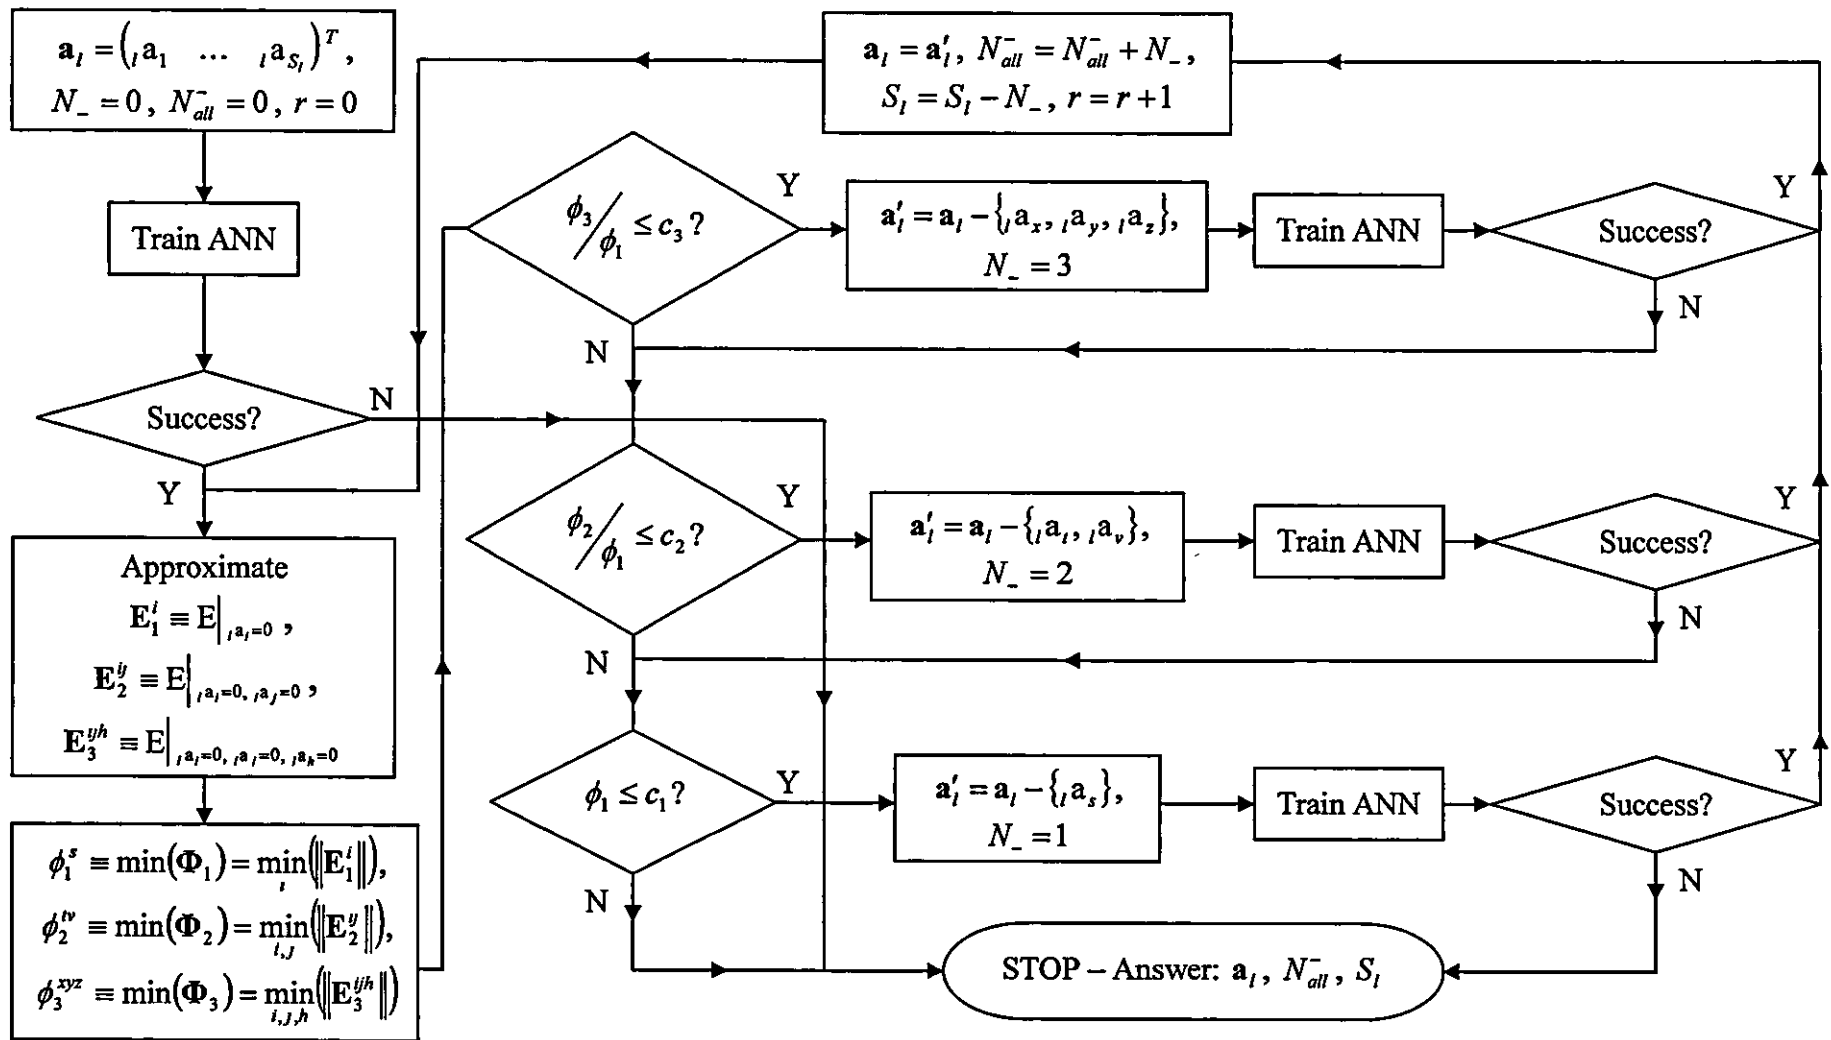 𝐚_l = (_l a_1 … _l a_{S_l})^T,
N_- = 0, N^-_{all} = 0, r = 0
Train ANN
Success?
N
Y
Approximate
𝐄_1^i ≡ E|_{_l a_i=0},
𝐄_2^{ij} ≡ E|_{_l a_i=0, _l a_j=0},
𝐄_3^{ijh} ≡ E|_{_l a_i=0, _l a_j=0, _l a_h=0}
ϕ_1^s ≡ min(𝚽_1) = min_i(‖𝐄_1^i‖),
ϕ_2^{tv} ≡ min(𝚽_2) = min_{i,j}(‖𝐄_2^{ij}‖),
ϕ_3^{xyz} ≡ min(𝚽_3) = min_{i,j,h}(‖𝐄_3^{ijh}‖)
𝐚_l = 𝐚′_l, N^-_{all} = N^-_{all} + N_-,
S_l = S_l − N_-, r = r + 1
ϕ_3/ϕ_1 ≤ c_3?
Y
N
𝐚′_l = 𝐚_l − {_l a_x, _l a_y, _l a_z},
N_- = 3
Train ANN
Success?
Y
N
ϕ_2/ϕ_1 ≤ c_2?
Y
N
𝐚′_l = 𝐚_l − {_l a_t, _l a_v},
N_- = 2
Train ANN
Success?
Y
N
ϕ_1 ≤ c_1?
Y
N
𝐚′_l = 𝐚_l − {_l a_s},
N_- = 1
Train ANN
Success?
Y
N
STOP – Answer: 𝐚_l, N^-_{all}, S_l